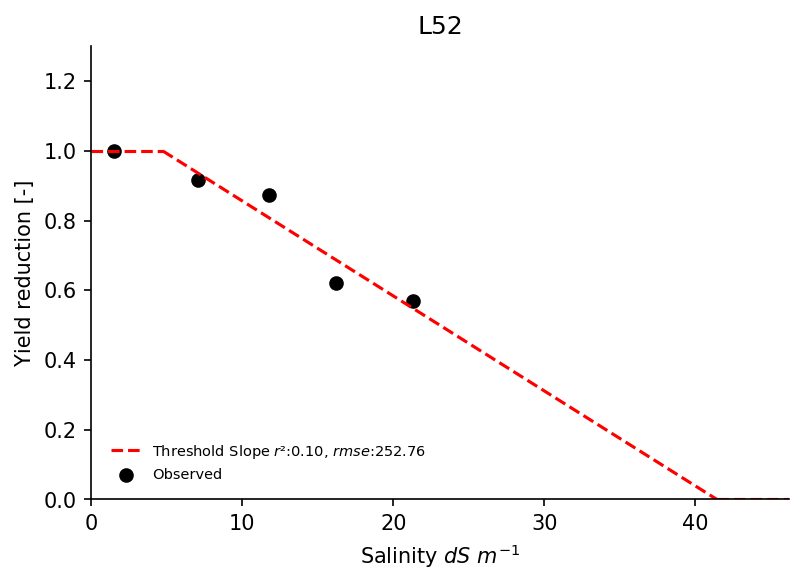 L52
1.2
1.0
0.8
0.6
0.4
0.2
0.0
Yield reduction [-]
Threshold Slope r²:0.10, rmse:252.76
Observed
0 10 20 30 40
Salinity dS m⁻¹